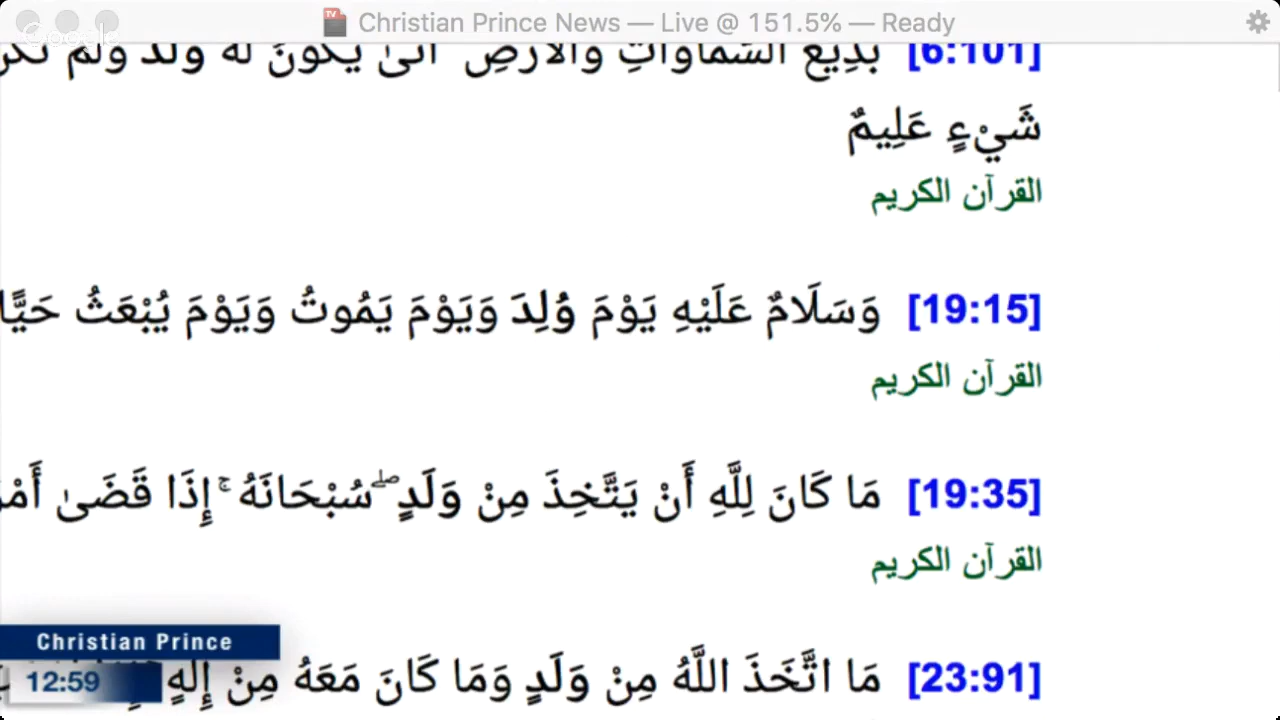 Christian Prince News — Live @ 151.5% — Ready
Google
[6:101] بَدِيعُ السَّمَاوَاتِ وَالْأَرْضِ أَنَّىٰ يَكُونُ لَهُ وَلَدٌ وَلَمْ تَكُن
شَيْءٍ عَلِيمٌ
القرآن الكريم
[19:15] وَسَلَامٌ عَلَيْهِ يَوْمَ وُلِدَ وَيَوْمَ يَمُوتُ وَيَوْمَ يُبْعَثُ حَيًّا
القرآن الكريم
[19:35] مَا كَانَ لِلَّهِ أَنْ يَتَّخِذَ مِنْ وَلَدٍ ۖ سُبْحَانَهُ ۚ إِذَا قَضَىٰ
القرآن الكريم
[23:91] مَا اتَّخَذَ اللَّهُ مِنْ وَلَدٍ وَمَا كَانَ مَعَهُ مِنْ إِلَٰهٍ
Christian Prince
12:59